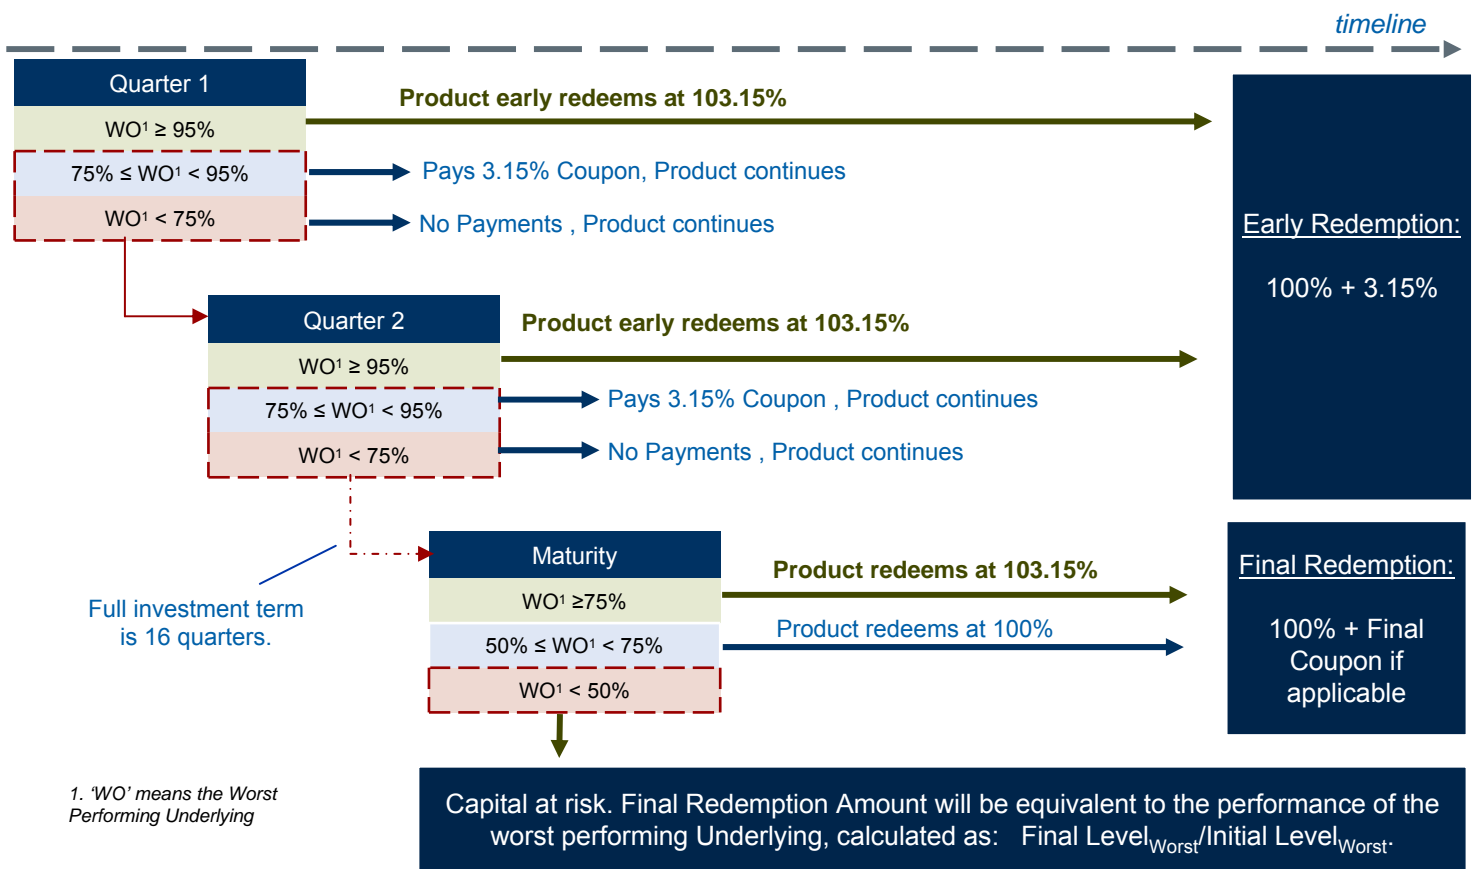 timeline
Quarter 1
Product early redeems at 103.15%
WO¹ ≥ 95%
75% ≤ WO¹ < 95%
Pays 3.15% Coupon, Product continues
WO¹ < 75%
No Payments , Product continues
Early Redemption:
100% + 3.15%
Quarter 2
Product early redeems at 103.15%
WO¹ ≥ 95%
75% ≤ WO¹ < 95%
Pays 3.15% Coupon , Product continues
WO¹ < 75%
No Payments , Product continues
Full investment term
is 16 quarters.
Maturity
Product redeems at 103.15%
WO¹ ≥75%
Product redeems at 100%
50% ≤ WO¹ < 75%
WO¹ < 50%
Final Redemption:
100% + Final
Coupon if
applicable
1. ‘WO’ means the Worst
Performing Underlying
Capital at risk. Final Redemption Amount will be equivalent to the performance of the
worst performing Underlying, calculated as: Final LevelWorst/Initial LevelWorst.